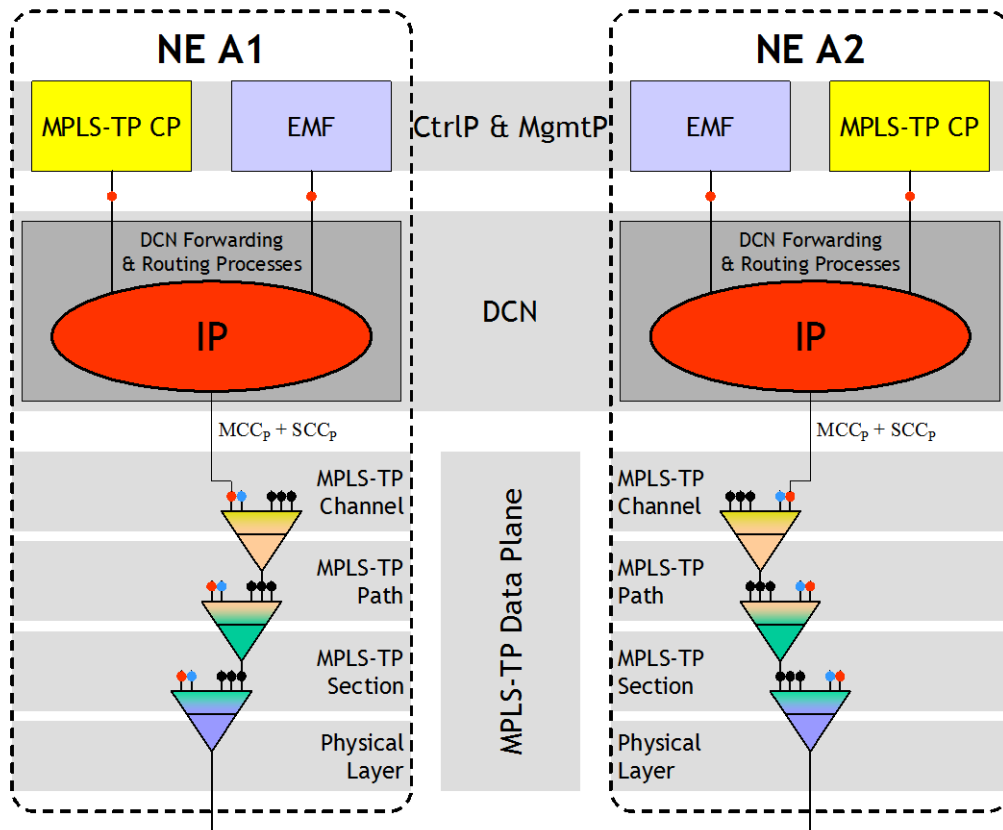 NE A1
NE A2
MPLS-TP CP
EMF
CtrlP & MgmtP
EMF
MPLS-TP CP
DCN Forwarding
& Routing Processes
IP
DCN
DCN Forwarding
& Routing Processes
IP
MCCP + SCCP
MCCP + SCCP
MPLS-TP
Channel
MPLS-TP
Path
MPLS-TP
Section
Physical
Layer
MPLS-TP Data Plane
MPLS-TP
Channel
MPLS-TP
Path
MPLS-TP
Section
Physical
Layer